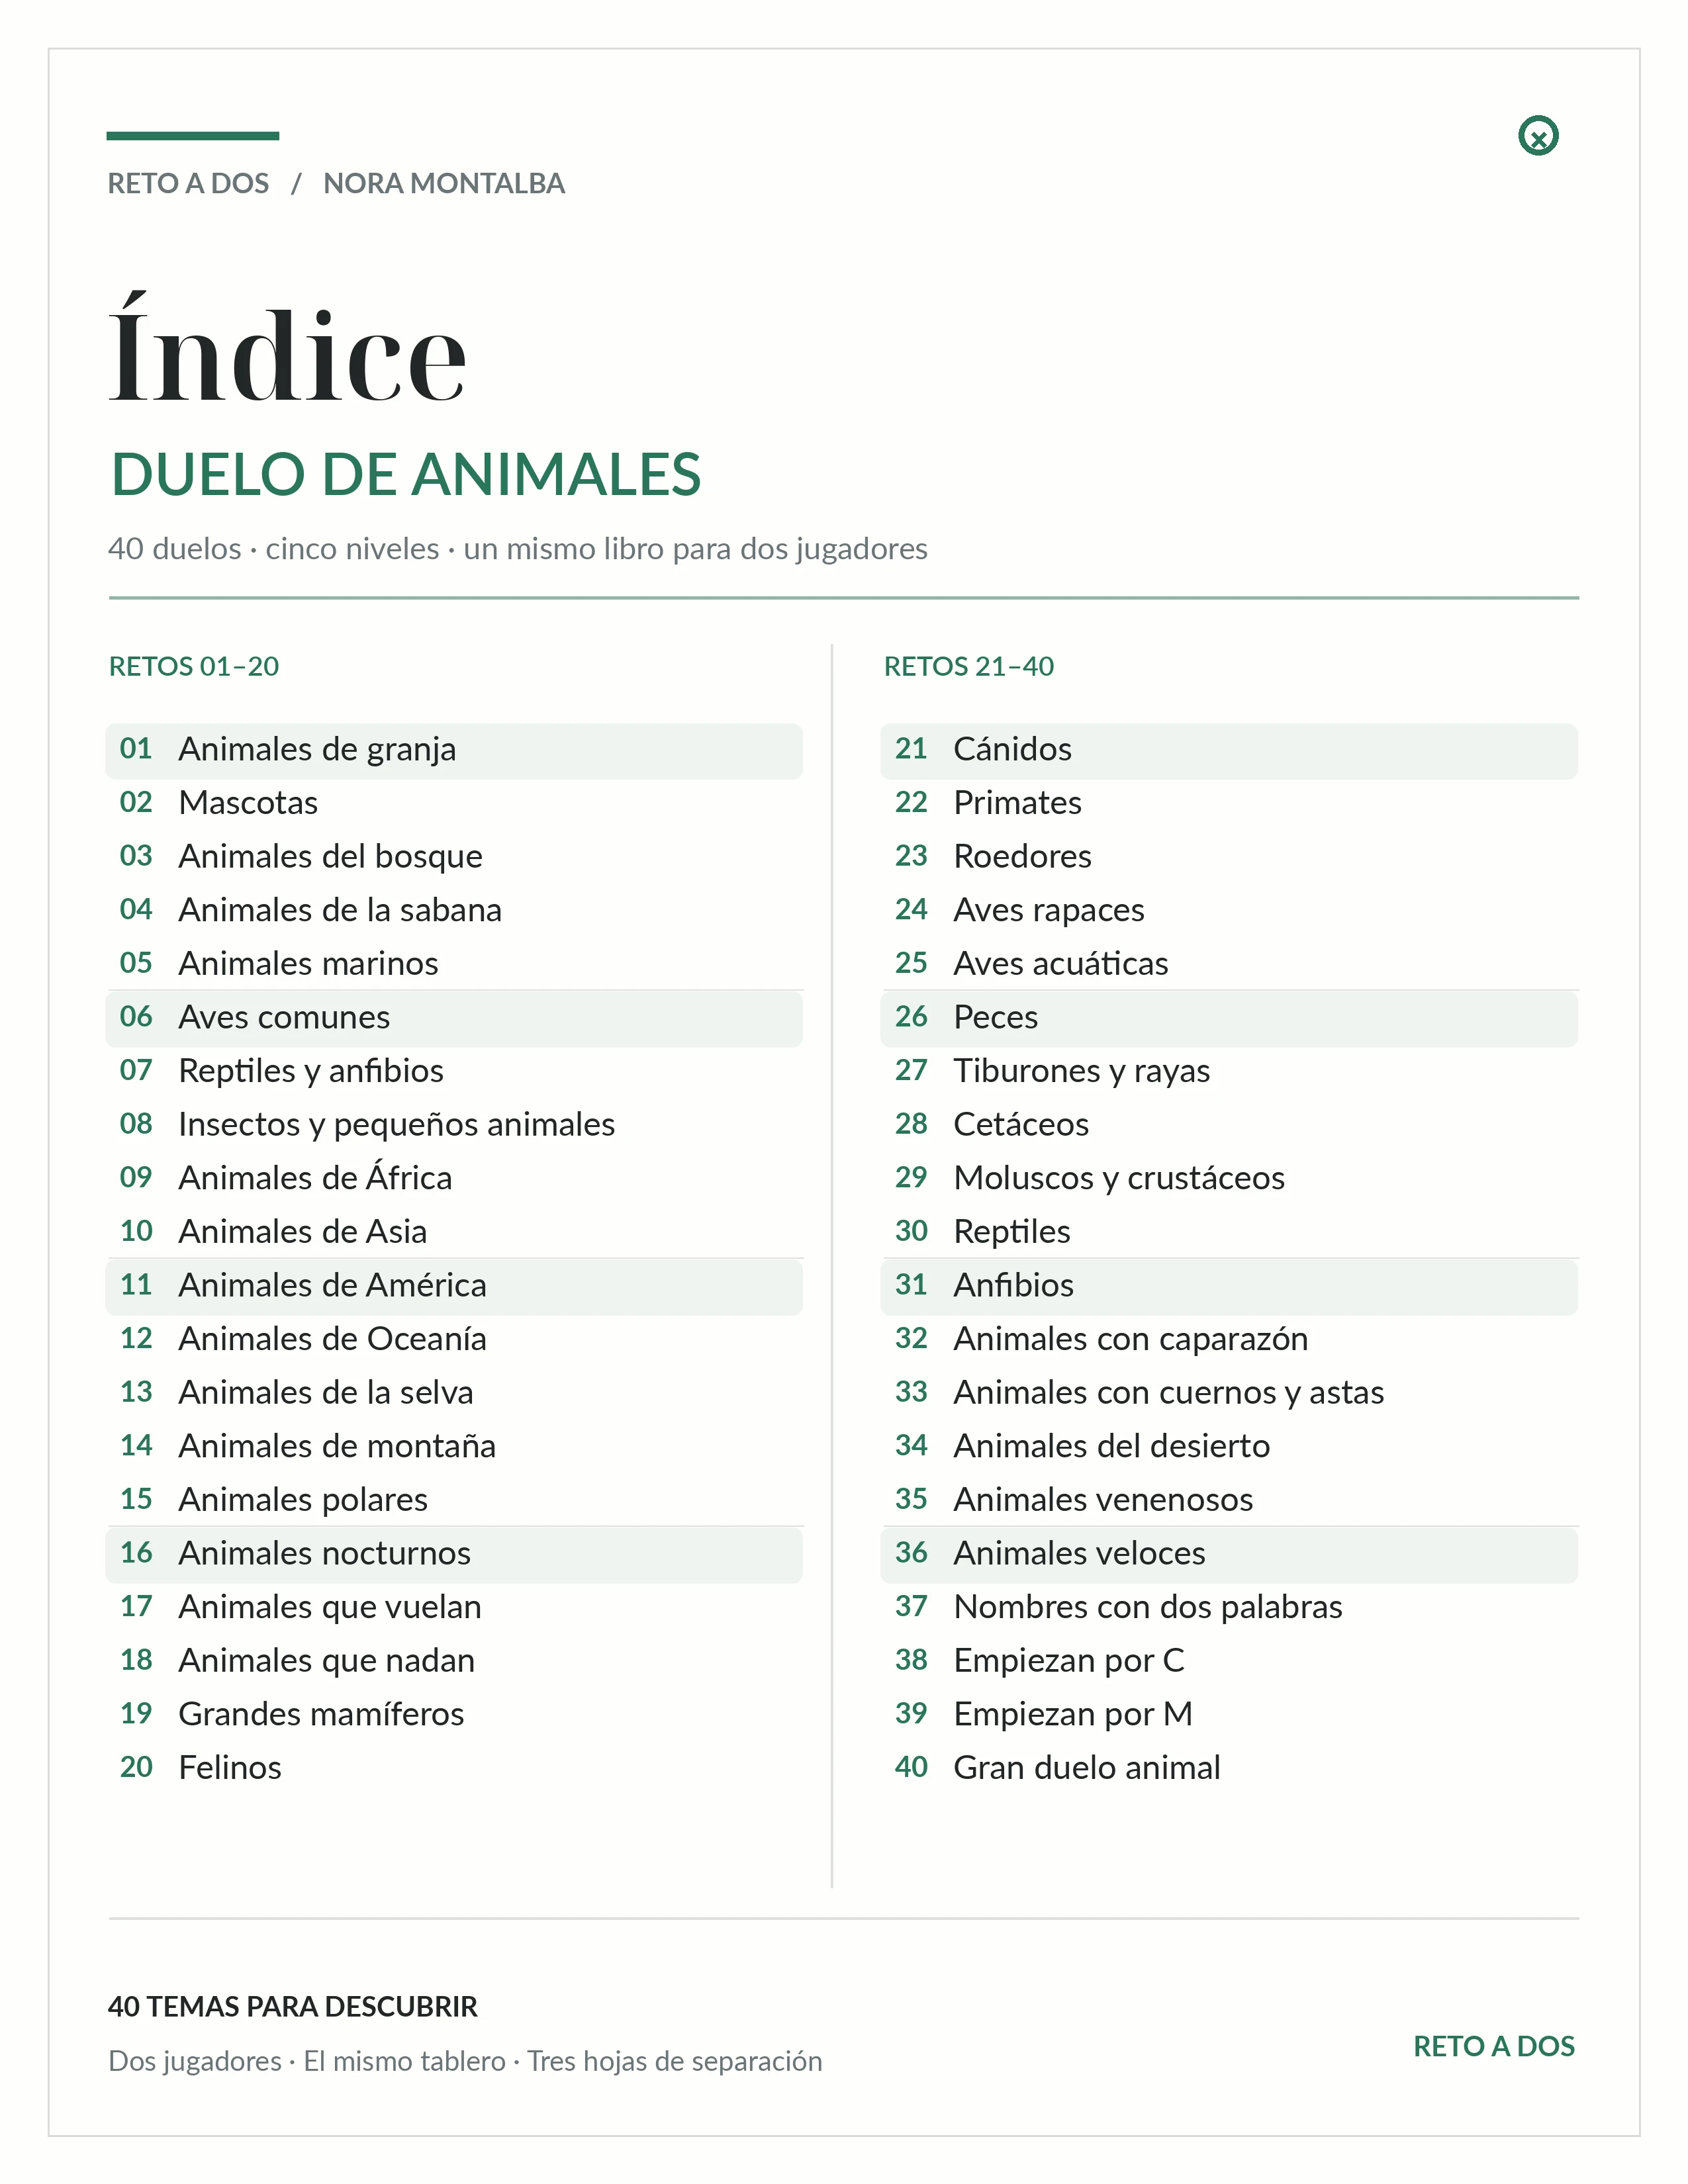 RETO A DOS / NORA MONTALBA
Índice
DUELO DE ANIMALES
40 duelos · cinco niveles · un mismo libro para dos jugadores
RETOS 01–20
01 Animales de granja
02 Mascotas
03 Animales del bosque
04 Animales de la sabana
05 Animales marinos
06 Aves comunes
07 Reptiles y anfibios
08 Insectos y pequeños animales
09 Animales de África
10 Animales de Asia
11 Animales de América
12 Animales de Oceanía
13 Animales de la selva
14 Animales de montaña
15 Animales polares
16 Animales nocturnos
17 Animales que vuelan
18 Animales que nadan
19 Grandes mamíferos
20 Felinos
RETOS 21–40
21 Cánidos
22 Primates
23 Roedores
24 Aves rapaces
25 Aves acuáticas
26 Peces
27 Tiburones y rayas
28 Cetáceos
29 Moluscos y crustáceos
30 Reptiles
31 Anfibios
32 Animales con caparazón
33 Animales con cuernos y astas
34 Animales del desierto
35 Animales venenosos
36 Animales veloces
37 Nombres con dos palabras
38 Empiezan por C
39 Empiezan por M
40 Gran duelo animal
40 TEMAS PARA DESCUBRIR
Dos jugadores · El mismo tablero · Tres hojas de separación
RETO A DOS